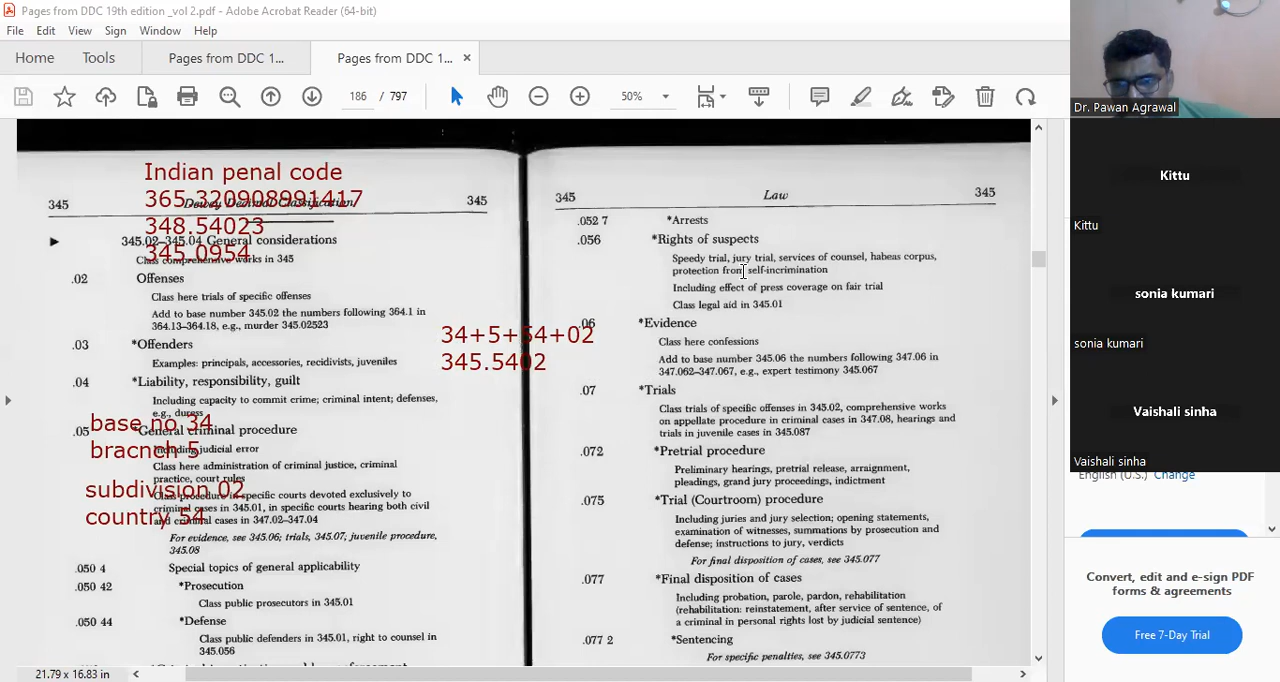 Pages from DDC 19th edition _vol 2.pdf - Adobe Acrobat Reader (64-bit)
File Edit View Sign Window Help
Home Tools Pages from DDC 1... Pages from DDC 1... ×
186 / 797 50%
Dr. Pawan Agrawal
Kittu
Kittu
sonia kumari
sonia kumari
Vaishali sinha
Vaishali sinha
English (U.S.) Change
Convert, edit and e-sign PDF
forms & agreements
Free 7-Day Trial
21.79 x 16.83 in
Indian penal code
365.320908991417
348.54023
345.0954
34+5+54+02
345.5402
base no 34
bracnch 5
subdivision 02
country 54
345 Dewey Decimal Classification 345
345.02–345.04 General considerations
Class comprehensive works in 345
.02 Offenses
Class here trials of specific offenses
Add to base number 345.02 the numbers following 364.1 in
364.13–364.18, e.g., murder 345.02523
.03 *Offenders
Examples: principals, accessories, recidivists, juveniles
.04 *Liability, responsibility, guilt
Including capacity to commit crime; criminal intent; defenses,
e.g., duress
.05 *General criminal procedure
Including judicial error
Class here administration of criminal justice, criminal
practice, court rules
Class procedure in specific courts devoted exclusively to
criminal cases in 345.01, in specific courts hearing both civil
and criminal cases in 347.02–347.04
For evidence, see 345.06; trials, 345.07; juvenile procedure,
345.08
.050 4 Special topics of general applicability
.050 42 *Prosecution
Class public prosecutors in 345.01
.050 44 *Defense
Class public defenders in 345.01, right to counsel in
345.056
345 Law 345
.052 7 *Arrests
.056 *Rights of suspects
Speedy trial, jury trial, services of counsel, habeas corpus,
protection from self-incrimination
Including effect of press coverage on fair trial
Class legal aid in 345.01
.06 *Evidence
Class here confessions
Add to base number 345.06 the numbers following 347.06 in
347.062–347.067, e.g., expert testimony 345.067
.07 *Trials
Class trials of specific offenses in 345.02, comprehensive works
on appellate procedure in criminal cases in 347.08, hearings and
trials in juvenile cases in 345.087
.072 *Pretrial procedure
Preliminary hearings, pretrial release, arraignment,
pleadings, grand jury proceedings, indictment
.075 *Trial (Courtroom) procedure
Including juries and jury selection; opening statements,
examination of witnesses, summations by prosecution and
defense; instructions to jury, verdicts
For final disposition of cases, see 345.077
.077 *Final disposition of cases
Including probation, parole, pardon, rehabilitation
(rehabilitation: reinstatement, after service of sentence, of
a criminal in personal rights lost by judicial sentence)
.077 2 *Sentencing
For specific penalties, see 345.0773